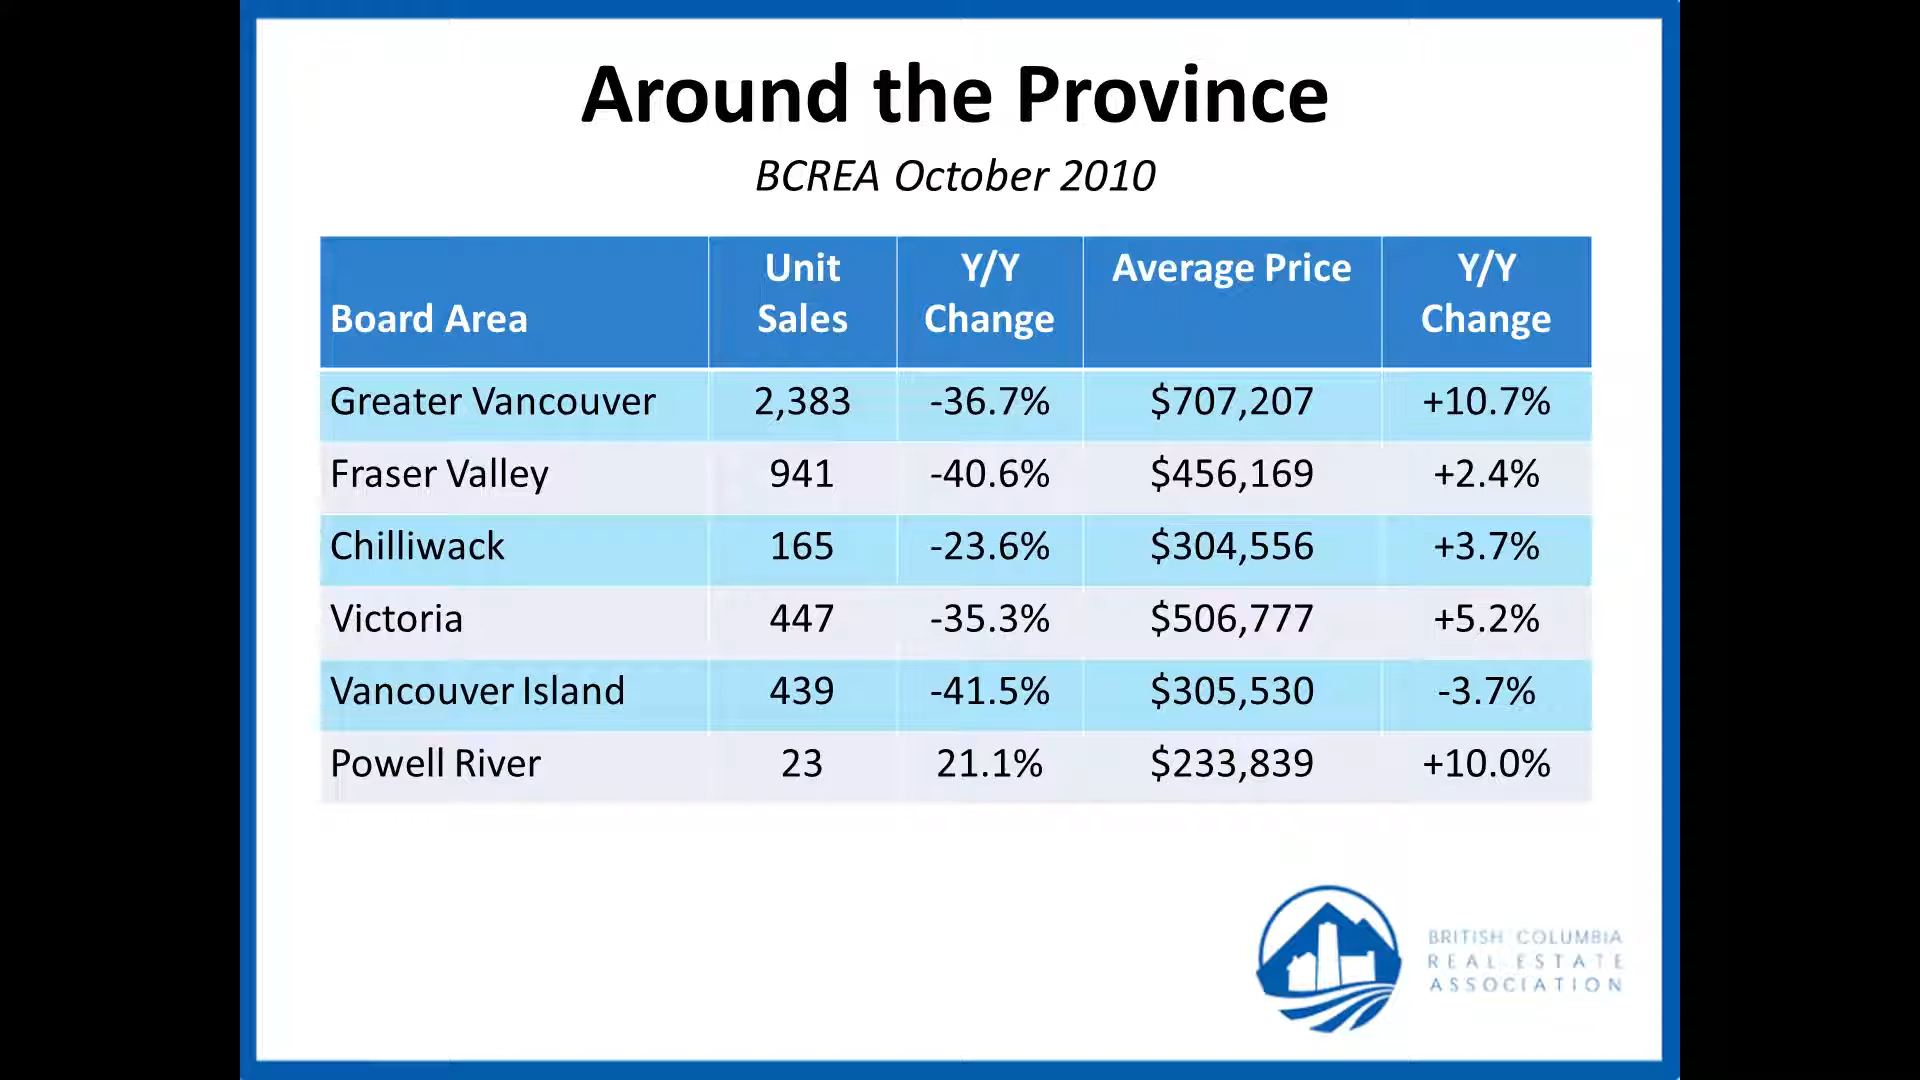 Around the Province
BCREA October 2010
Board Area Unit Sales Y/Y Change Average Price Y/Y Change
Greater Vancouver 2,383 -36.7% $707,207 +10.7%
Fraser Valley 941 -40.6% $456,169 +2.4%
Chilliwack 165 -23.6% $304,556 +3.7%
Victoria 447 -35.3% $506,777 +5.2%
Vancouver Island 439 -41.5% $305,530 -3.7%
Powell River 23 21.1% $233,839 +10.0%
BRITISH COLUMBIA
REAL ESTATE
ASSOCIATION